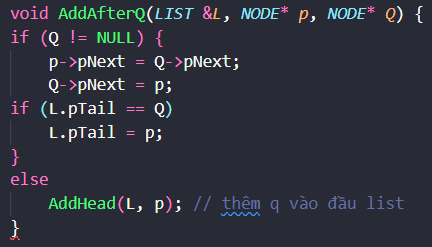 void AddAfterQ(LIST &L, NODE* p, NODE* Q) {
if (Q != NULL) {
p->pNext = Q->pNext;
Q->pNext = p;
if (L.pTail == Q)
L.pTail = p;
}
else
AddHead(L, p); // thêm q vào đầu list
}